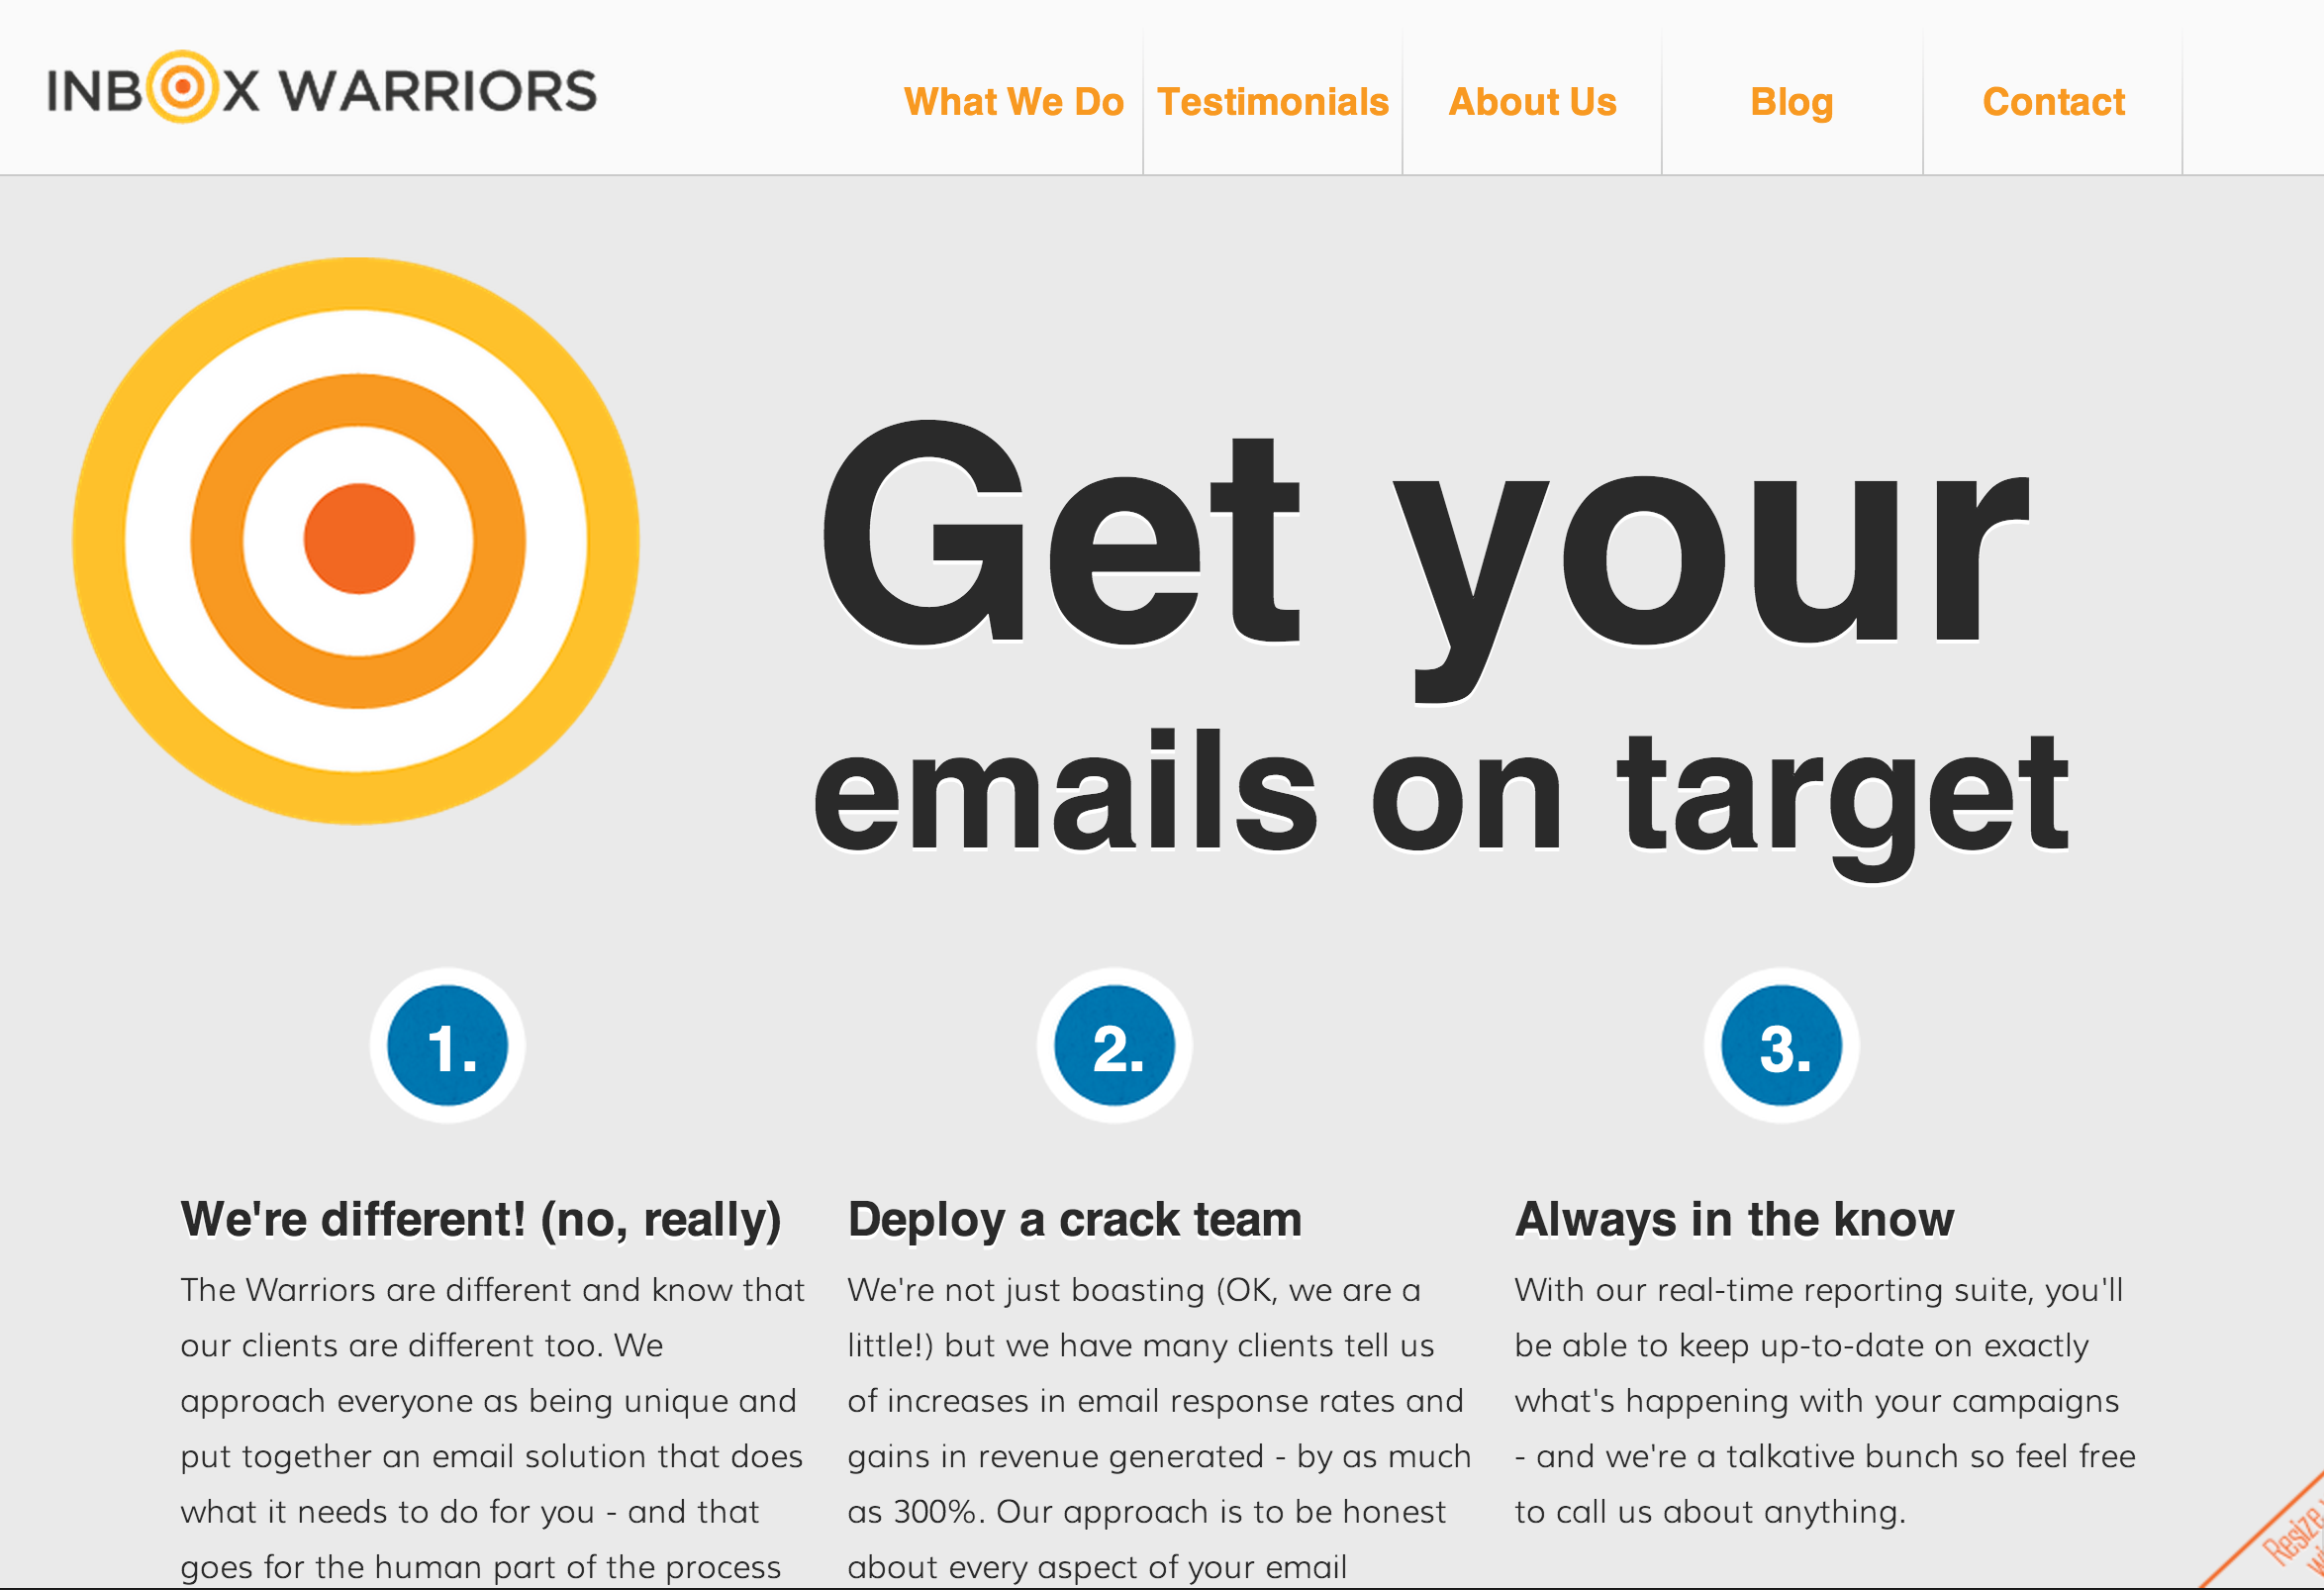 INBOX WARRIORS
What We Do
Testimonials
About Us
Blog
Contact
Get your
emails on target
1.
2.
3.
We're different! (no, really)
The Warriors are different and know that
our clients are different too. We
approach everyone as being unique and
put together an email solution that does
what it needs to do for you - and that
goes for the human part of the process
Deploy a crack team
We're not just boasting (OK, we are a
little!) but we have many clients tell us
of increases in email response rates and
gains in revenue generated - by as much
as 300%. Our approach is to be honest
about every aspect of your email
Always in the know
With our real-time reporting suite, you'll
be able to keep up-to-date on exactly
what's happening with your campaigns
- and we're a talkative bunch so feel free
to call us about anything.
Resize